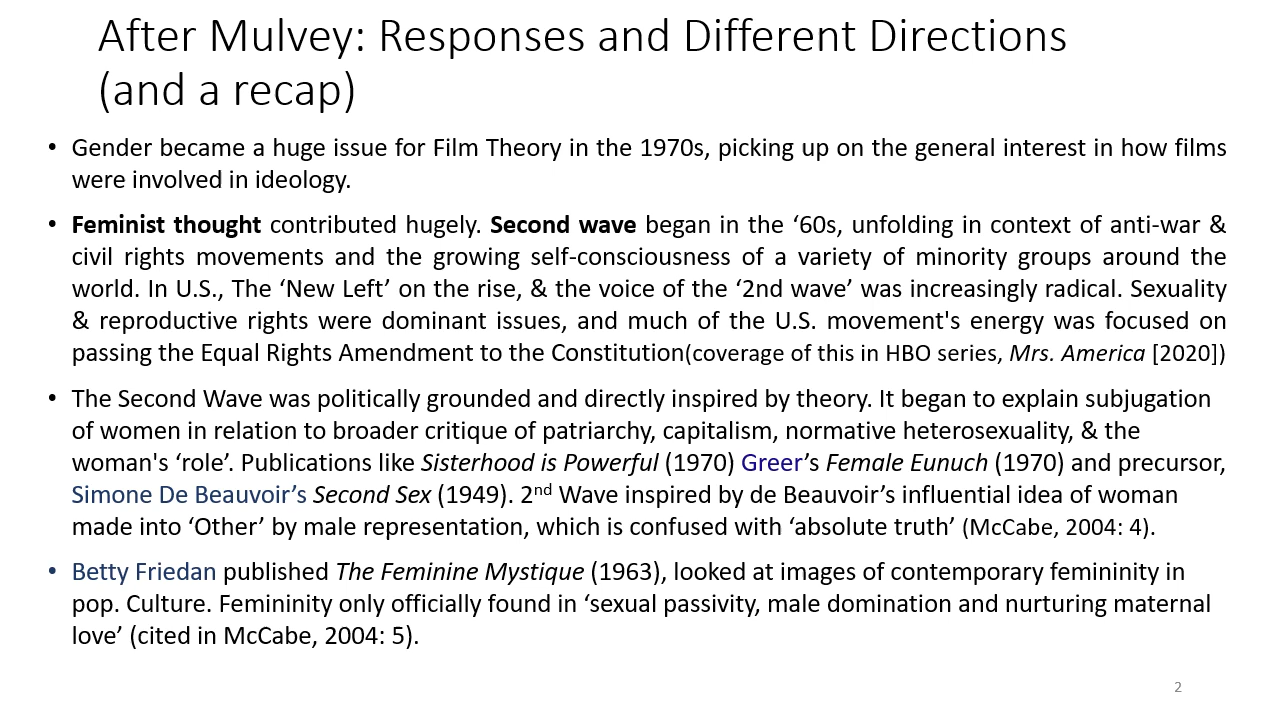 After Mulvey: Responses and Different Directions
(and a recap)
• Gender became a huge issue for Film Theory in the 1970s, picking up on the general interest in how films
were involved in ideology.
• Feminist thought contributed hugely. Second wave began in the ‘60s, unfolding in context of anti-war &
civil rights movements and the growing self-consciousness of a variety of minority groups around the
world. In U.S., The ‘New Left’ on the rise, & the voice of the ‘2nd wave’ was increasingly radical. Sexuality
& reproductive rights were dominant issues, and much of the U.S. movement's energy was focused on
passing the Equal Rights Amendment to the Constitution(coverage of this in HBO series, Mrs. America [2020])
• The Second Wave was politically grounded and directly inspired by theory. It began to explain subjugation
of women in relation to broader critique of patriarchy, capitalism, normative heterosexuality, & the
woman's ‘role’. Publications like Sisterhood is Powerful (1970) Greer’s Female Eunuch (1970) and precursor,
Simone De Beauvoir’s Second Sex (1949). 2nd Wave inspired by de Beauvoir’s influential idea of woman
made into ‘Other’ by male representation, which is confused with ‘absolute truth’ (McCabe, 2004: 4).
• Betty Friedan published The Feminine Mystique (1963), looked at images of contemporary femininity in
pop. Culture. Femininity only officially found in ‘sexual passivity, male domination and nurturing maternal
love’ (cited in McCabe, 2004: 5).
2